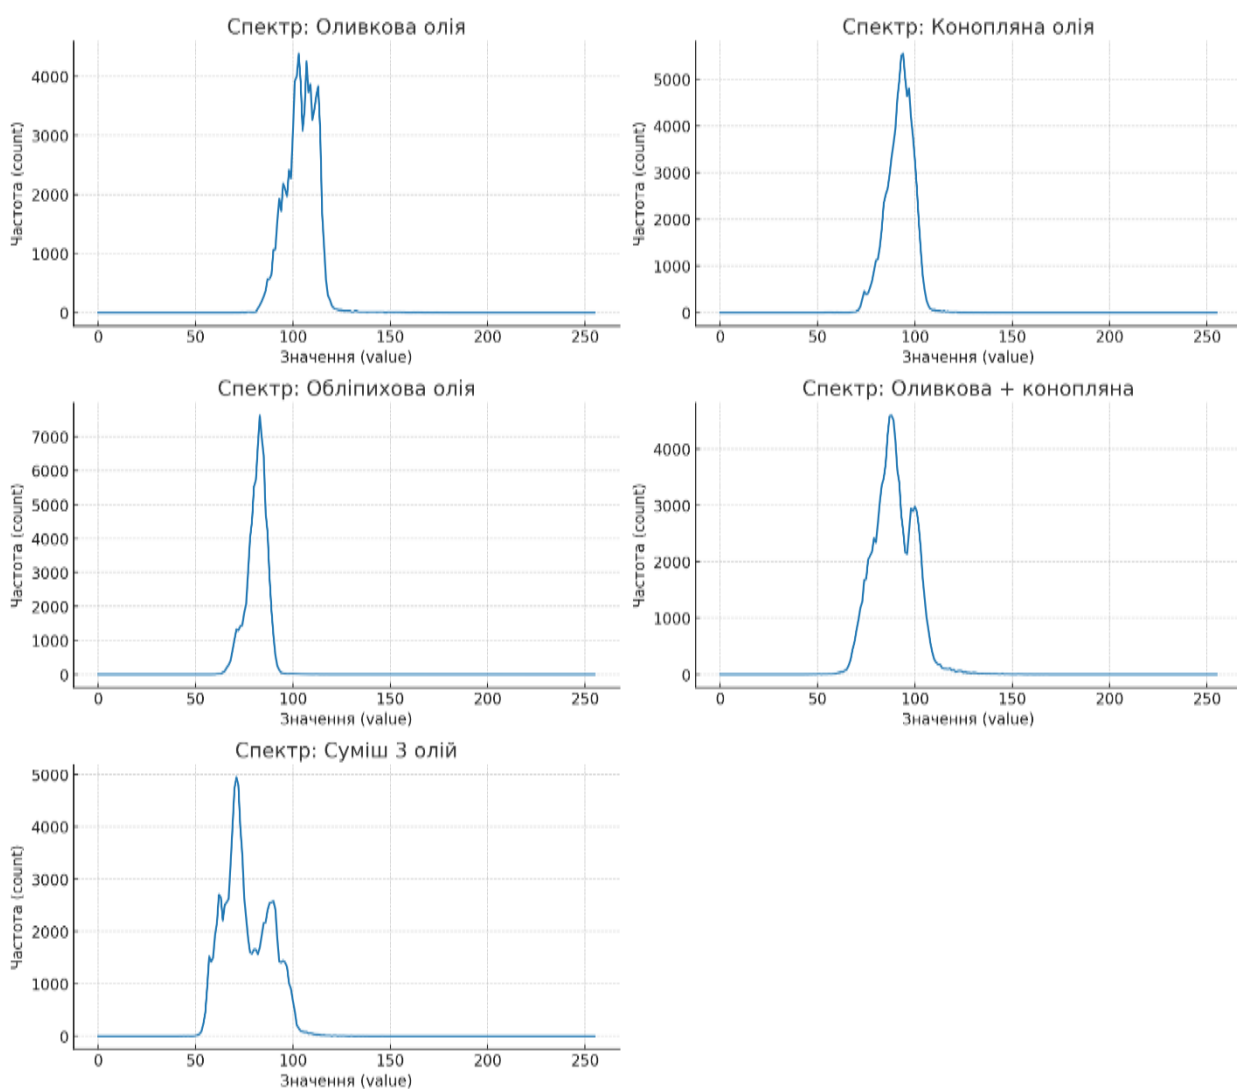 Спектр: Оливкова олія
Частота (count)
4000
3000
2000
1000
0
0 50 100 150 200 250
Значення (value)
Спектр: Конопляна олія
Частота (count)
5000
4000
3000
2000
1000
0
0 50 100 150 200 250
Значення (value)
Спектр: Обліпихова олія
Частота (count)
7000
6000
5000
4000
3000
2000
1000
0
0 50 100 150 200 250
Значення (value)
Спектр: Оливкова + конопляна
Частота (count)
4000
3000
2000
1000
0
0 50 100 150 200 250
Значення (value)
Спектр: Суміш 3 олій
Частота (count)
5000
4000
3000
2000
1000
0
0 50 100 150 200 250
Значення (value)